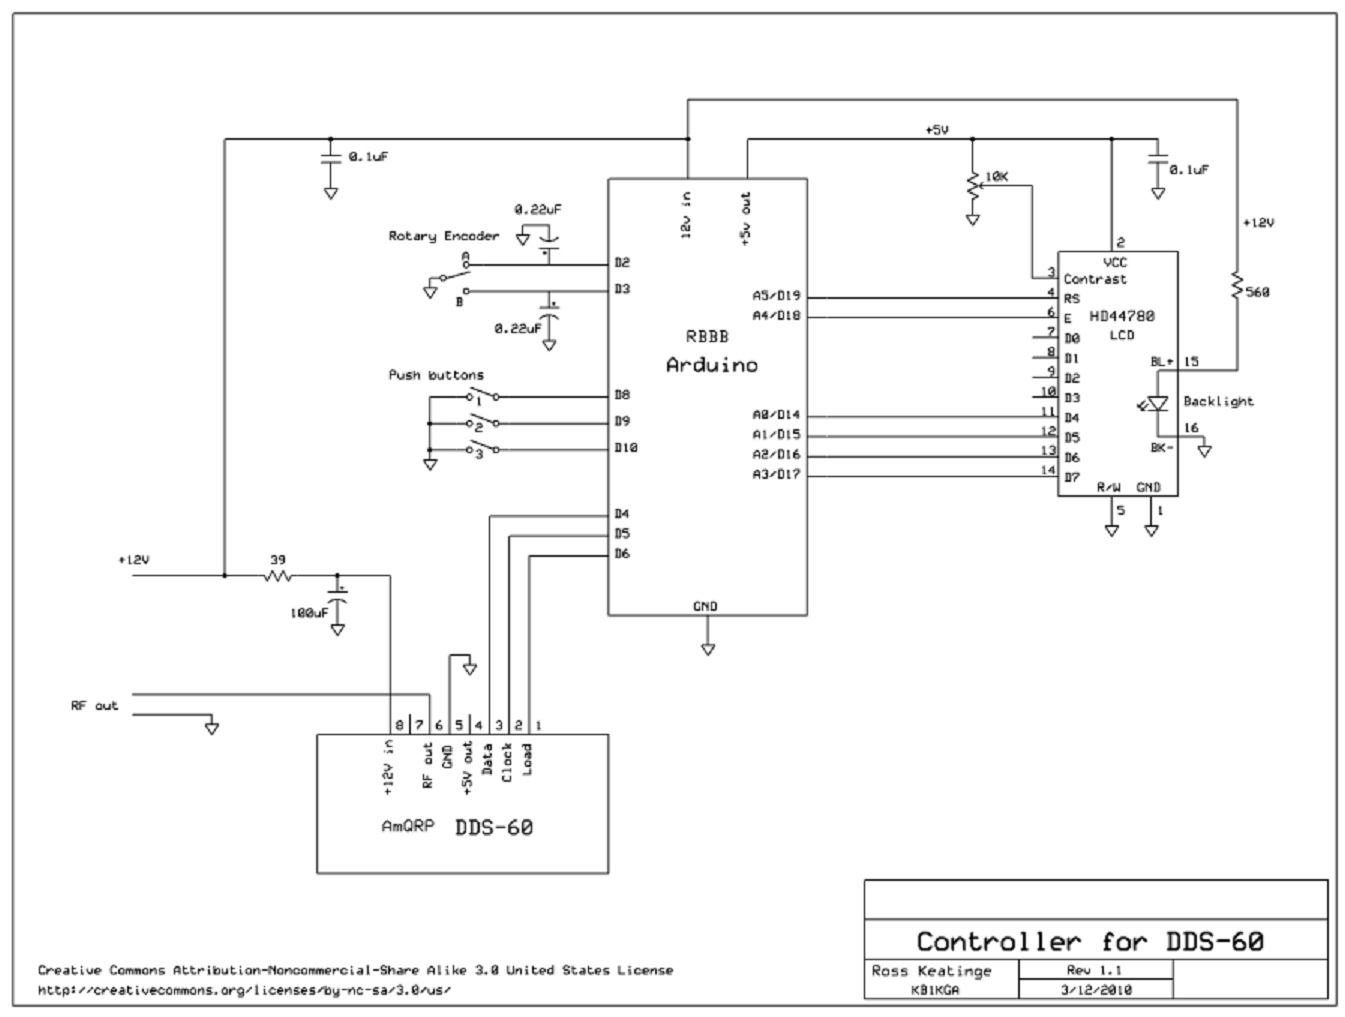 +5V
0.1uF
10K
0.1uF
0.22uF
12v in
+5v out
+12V
Rotary Encoder
A
D2
2
VCC
3
Contrast
B
D3
A5/D19
4
RS
560
0.22uF
A4/D18
6
E
HD44780
RBBB
7
D0
LCD
Arduino
8
D1
BL+
15
Push buttons
9
D2
1
D8
10
D3
Backlight
A0/D14
11
D4
2
D9
A1/D15
12
D5
16
3
D10
A2/D16
13
D6
BK-
A3/D17
14
D7
R/W
GND
D4
5
1
D5
+12V
39
D6
100uF
GND
RF out
8
7
6
5
4
3
2
1
+12V in
RF out
GND
+5V out
Data
Clock
Load
AmQRP DDS-60
Controller for DDS-60
Ross Keatinge
KB1KGA
Rev 1.1
3/12/2010
Creative Commons Attribution-Noncommercial-Share Alike 3.0 United States License
http://creativecommons.org/licenses/by-nc-sa/3.0/us/